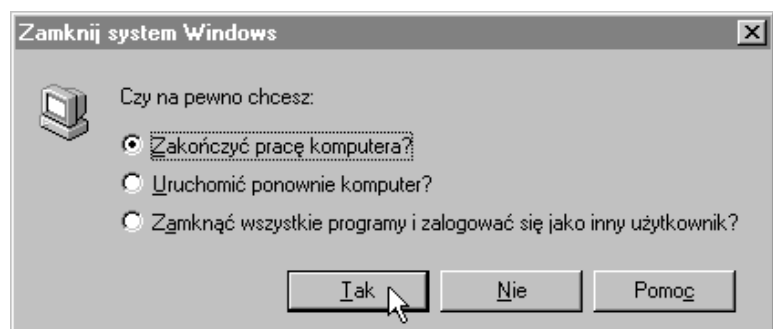 Zamknij system Windows
Czy na pewno chcesz:
Zakończyć pracę komputera?
Uruchomić ponownie komputer?
Zamknąć wszystkie programy i zalogować się jako inny użytkownik?
Tak Nie Pomoc